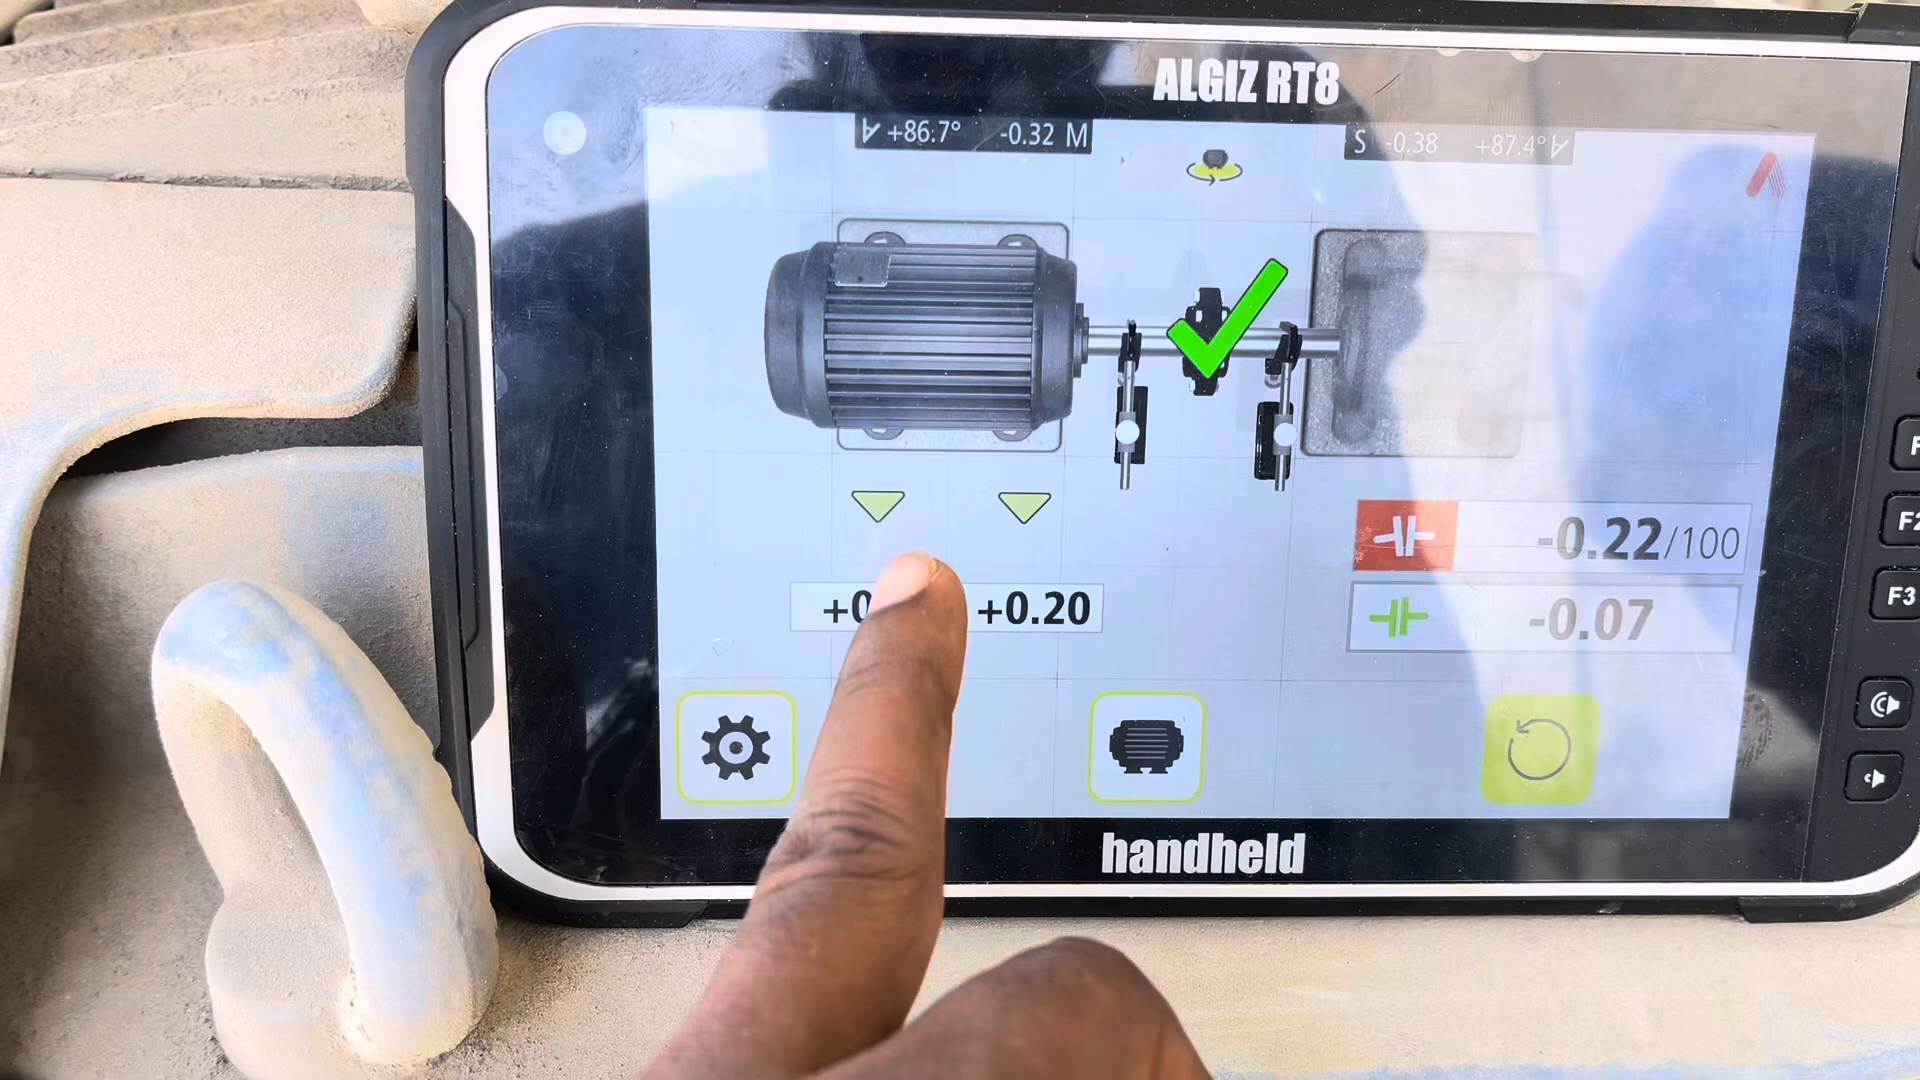 ALGIZ RT8
+86.7° -0.32 M
S -0.38 +87.4°
-0.22/100
+0 +0.20
-0.07
F2
F3
handheld